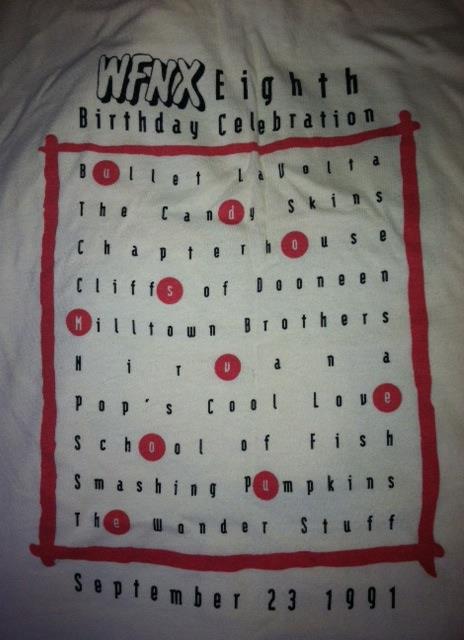 WFNX Eighth
Birthday Celebration
Bullet LaVolta
The Candy Skins
Chapterhouse
Cliffs of Dooneen
Milltown Brothers
Nirvana
Pop's Cool Love
School of Fish
Smashing Pumpkins
The Wonder Stuff
September 23 1991